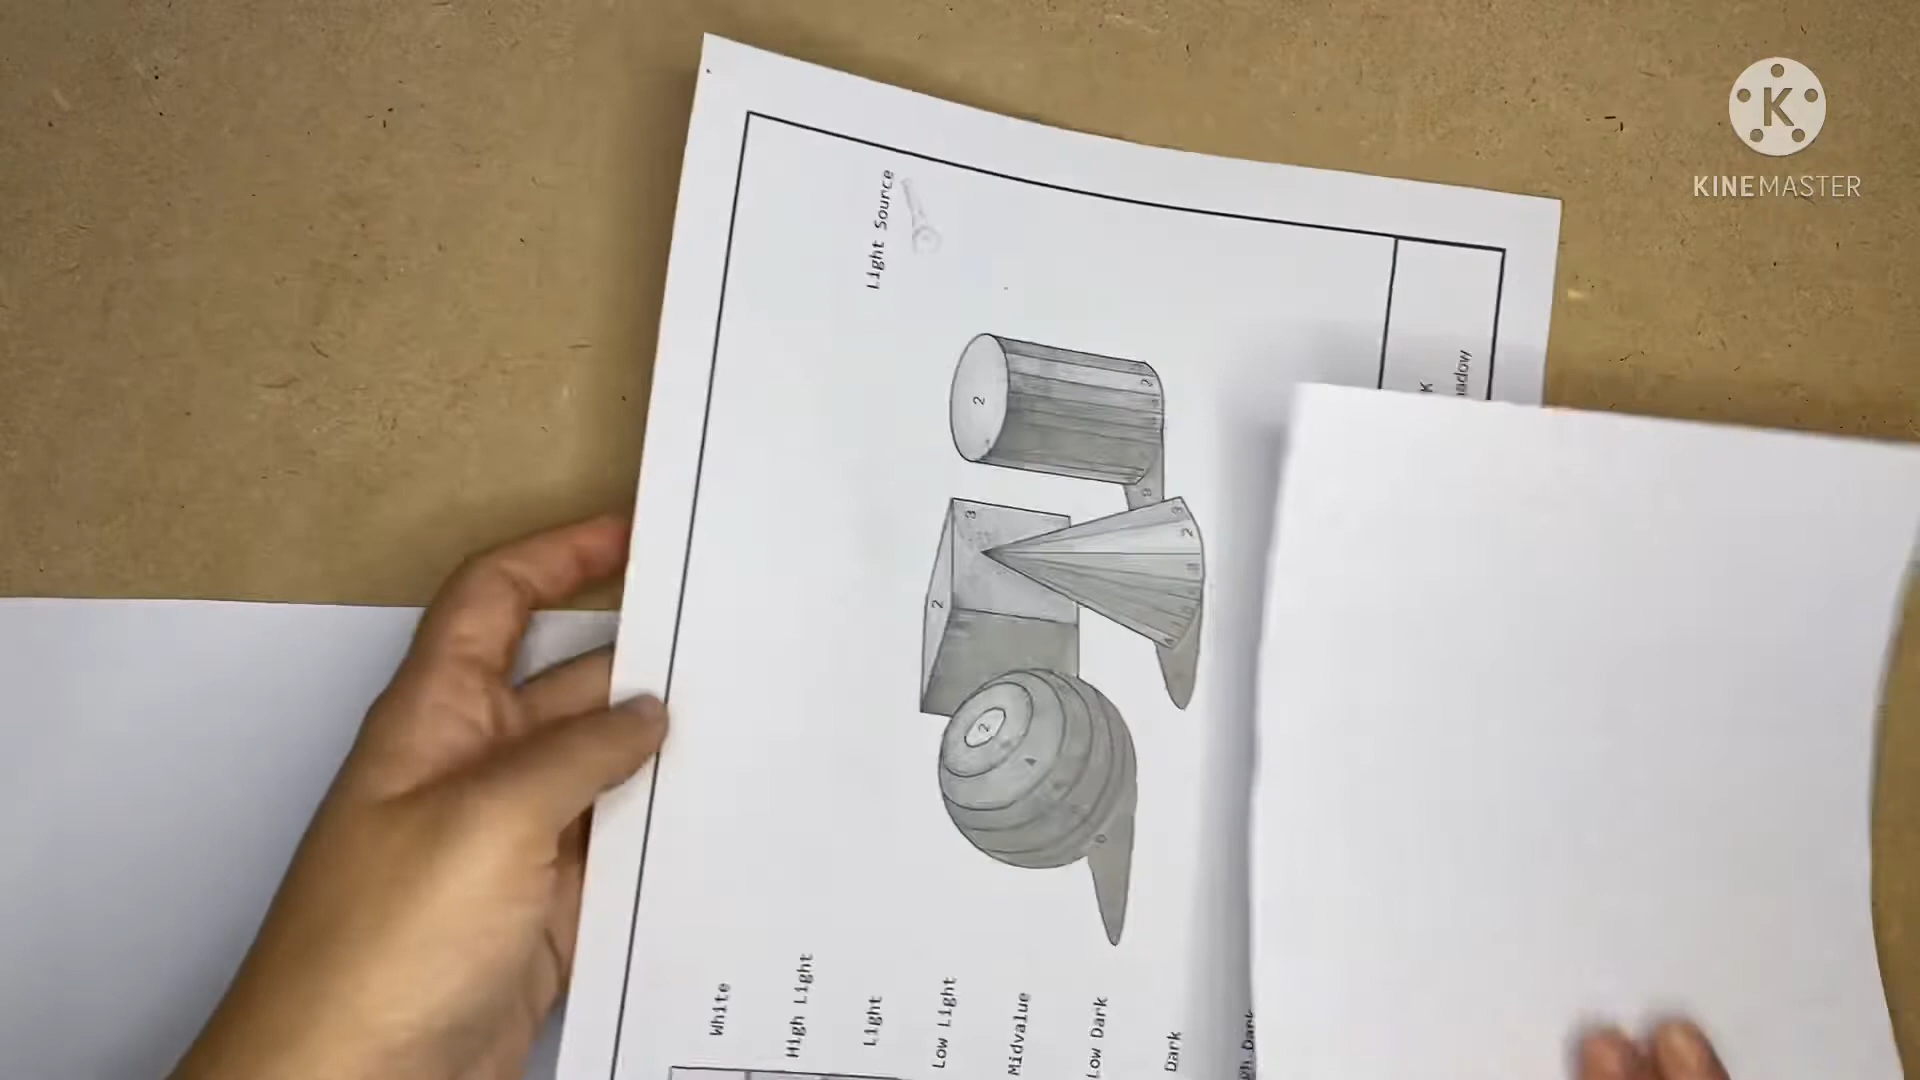 KINEMASTER
Light Source
2
2
3
2
9
3
2
2
White
High Light
Light
Low Light
Midvalue
Low Dark
Dark